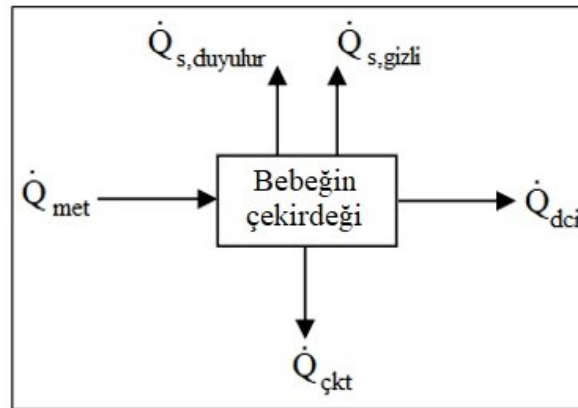 Q̇s,duyulur
Q̇s,gizli
Q̇met
Bebeğin
çekirdeği
Q̇dci
Q̇çkt